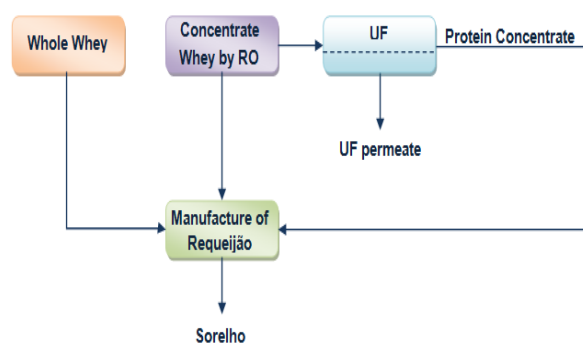 Whole Whey
Concentrate
Whey by RO
UF
Protein Concentrate
UF permeate
Manufacture of
Requeijão
Sorelho